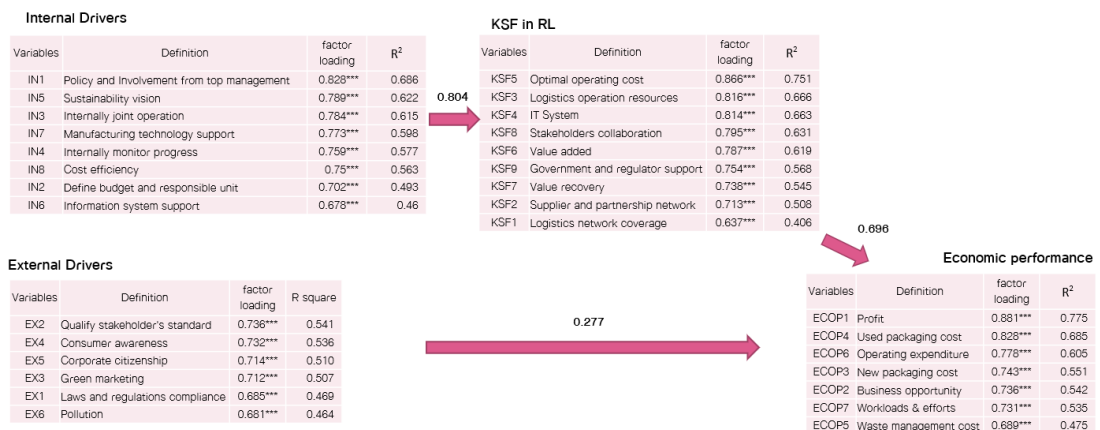 Internal Drivers
Variables Definition factor loading R²
IN1 Policy and Involvement from top management 0.828*** 0.686
IN5 Sustainability vision 0.789*** 0.622
IN3 Internally joint operation 0.784*** 0.615
IN7 Manufacturing technology support 0.773*** 0.598
IN4 Internally monitor progress 0.759*** 0.577
IN8 Cost efficiency 0.75*** 0.563
IN2 Define budget and responsible unit 0.702*** 0.493
IN6 Information system support 0.678*** 0.46
0.804
KSF in RL
Variables Definition factor loading R²
KSF5 Optimal operating cost 0.866*** 0.751
KSF3 Logistics operation resources 0.816*** 0.666
KSF4 IT System 0.814*** 0.663
KSF8 Stakeholders collaboration 0.795*** 0.631
KSF6 Value added 0.787*** 0.619
KSF9 Government and regulator support 0.754*** 0.568
KSF7 Value recovery 0.738*** 0.545
KSF2 Supplier and partnership network 0.713*** 0.508
KSF1 Logistics network coverage 0.637*** 0.406
0.696
External Drivers
Variables Definition factor loading R square
EX2 Qualify stakeholder's standard 0.736*** 0.541
EX4 Consumer awareness 0.732*** 0.536
EX5 Corporate citizenship 0.714*** 0.510
EX3 Green marketing 0.712*** 0.507
EX1 Laws and regulations compliance 0.685*** 0.469
EX6 Pollution 0.681*** 0.464
0.277
Economic performance
Variables Definition factor loading R²
ECOP1 Profit 0.881*** 0.775
ECOP4 Used packaging cost 0.828*** 0.685
ECOP6 Operating expenditure 0.778*** 0.605
ECOP3 New packaging cost 0.743*** 0.551
ECOP2 Business opportunity 0.736*** 0.542
ECOP7 Workloads & efforts 0.731*** 0.535
ECOP5 Waste management cost 0.689*** 0.475